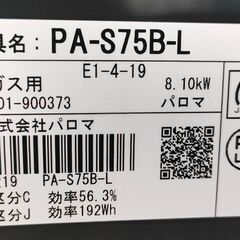 具名：PA-S75B-L
ガス用 E1-4-19 8.10kW
01-900373 パロマ
式会社パロマ
19 PA-S75B-L
区分C 効率56.3%
区分J 効率192Wh